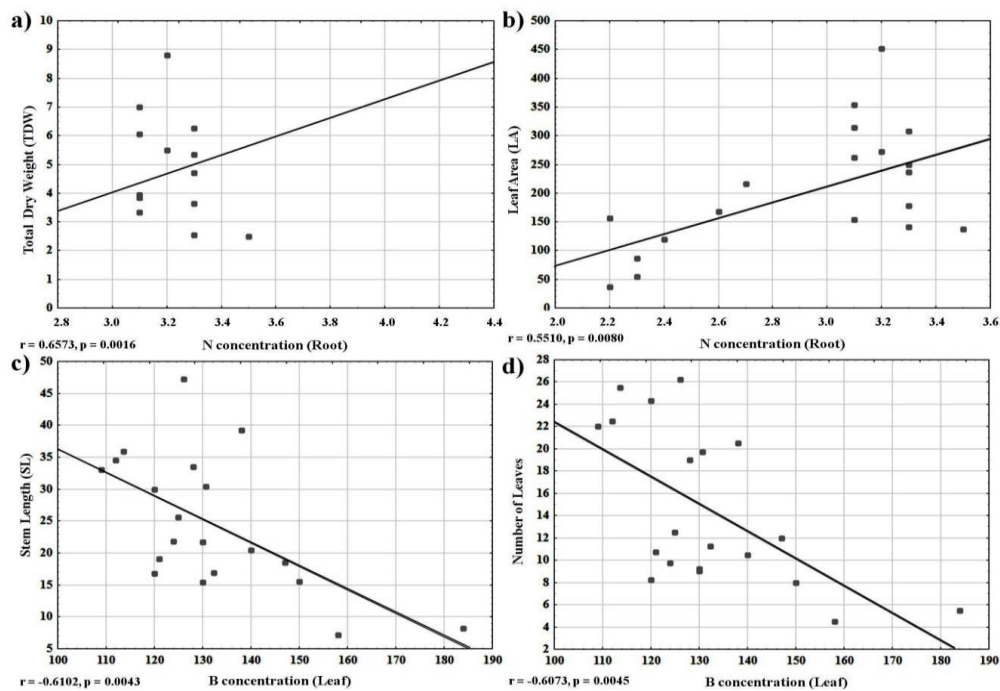 a)
10
9
8
7
6
5
4
3
2
1
0
Total Dry Weight (TDW)
2.8 3.0 3.2 3.4 3.6 3.8 4.0 4.2 4.4
r = 0.6573, p = 0.0016
N concentration (Root)
b)
500
450
400
350
300
250
200
150
100
50
0
Leaf Area (LA)
2.0 2.2 2.4 2.6 2.8 3.0 3.2 3.4 3.6
r = 0.5510, p = 0.0080
N concentration (Root)
c)
50
45
40
35
30
25
20
15
10
5
Stem Length (SL)
100 110 120 130 140 150 160 170 180 190
r = -0.6102, p = 0.0043
B concentration (Leaf)
d)
28
26
24
22
20
18
16
14
12
10
8
6
4
2
Number of Leaves
100 110 120 130 140 150 160 170 180 190
r = -0.6073, p = 0.0045
B concentration (Leaf)